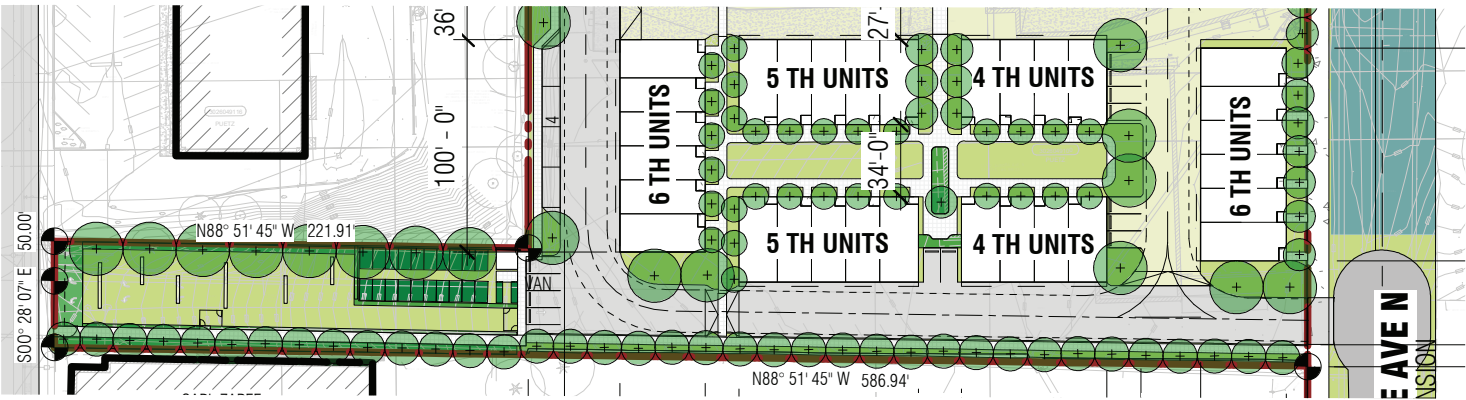 36'
27'-
5 TH UNITS
4 TH UNITS
6 TH UNITS
6 TH UNITS
4
100' - 0"
34'-0"
N88° 51' 45" W 221.91'
5 TH UNITS
4 TH UNITS
S00° 28' 07" E 50.00'
VAN
E AVE N
NSION
N88° 51' 45" W 586.94'